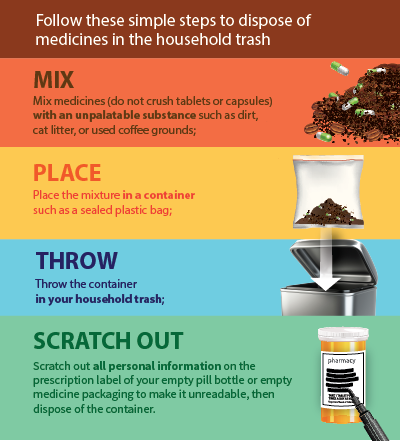 Follow these simple steps to dispose of
medicines in the household trash
MIX
Mix medicines (do not crush tablets or capsules)
with an unpalatable substance such as dirt,
cat litter, or used coffee grounds;
PLACE
Place the mixture in a container
such as a sealed plastic bag;
THROW
Throw the container
in your household trash;
SCRATCH OUT
Scratch out all personal information on the
prescription label of your empty pill bottle or empty
medicine packaging to make it unreadable, then
dispose of the container.
pharmacy